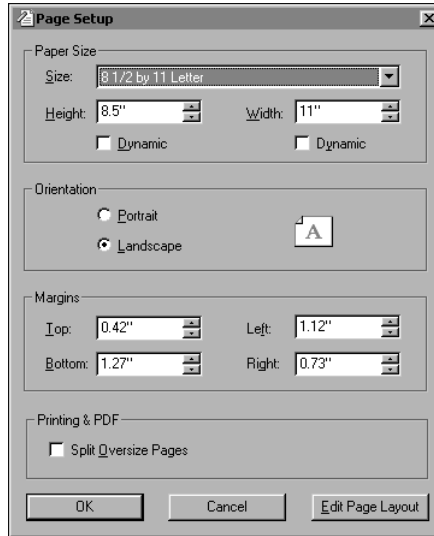 Page Setup
Paper Size
Size: 8 1/2 by 11 Letter
Height: 8.5" Width: 11"
Dynamic Dynamic
Orientation
Portrait
A
Landscape
Margins
Top: 0.42" Left: 1.12"
Bottom: 1.27" Right: 0.73"
Printing & PDF
Split Oversize Pages
OK Cancel Edit Page Layout